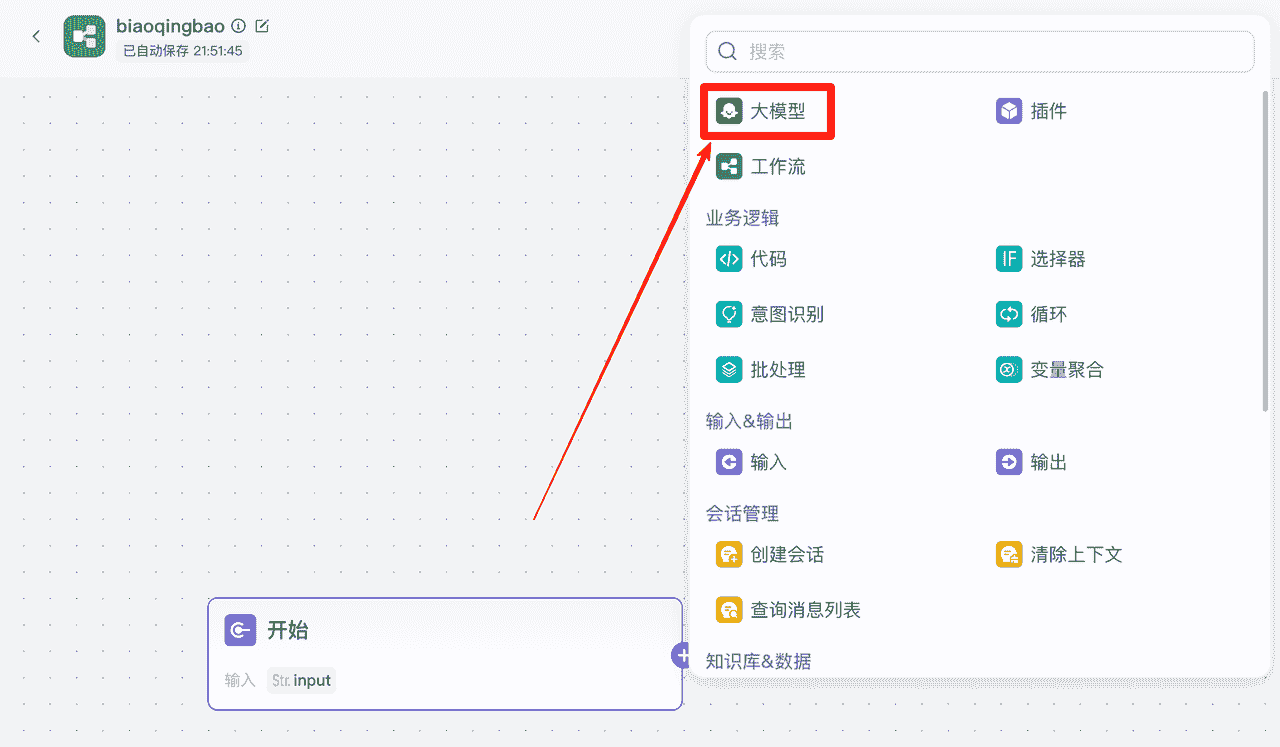 biaoqingbao
已自动保存 21:51:45
搜索
大模型
插件
工作流
业务逻辑
代码
IF 选择器
意图识别
循环
批处理
变量聚合
输入&输出
输入
输出
会话管理
创建会话
清除上下文
查询消息列表
知识库&数据
开始
输入 Str. input